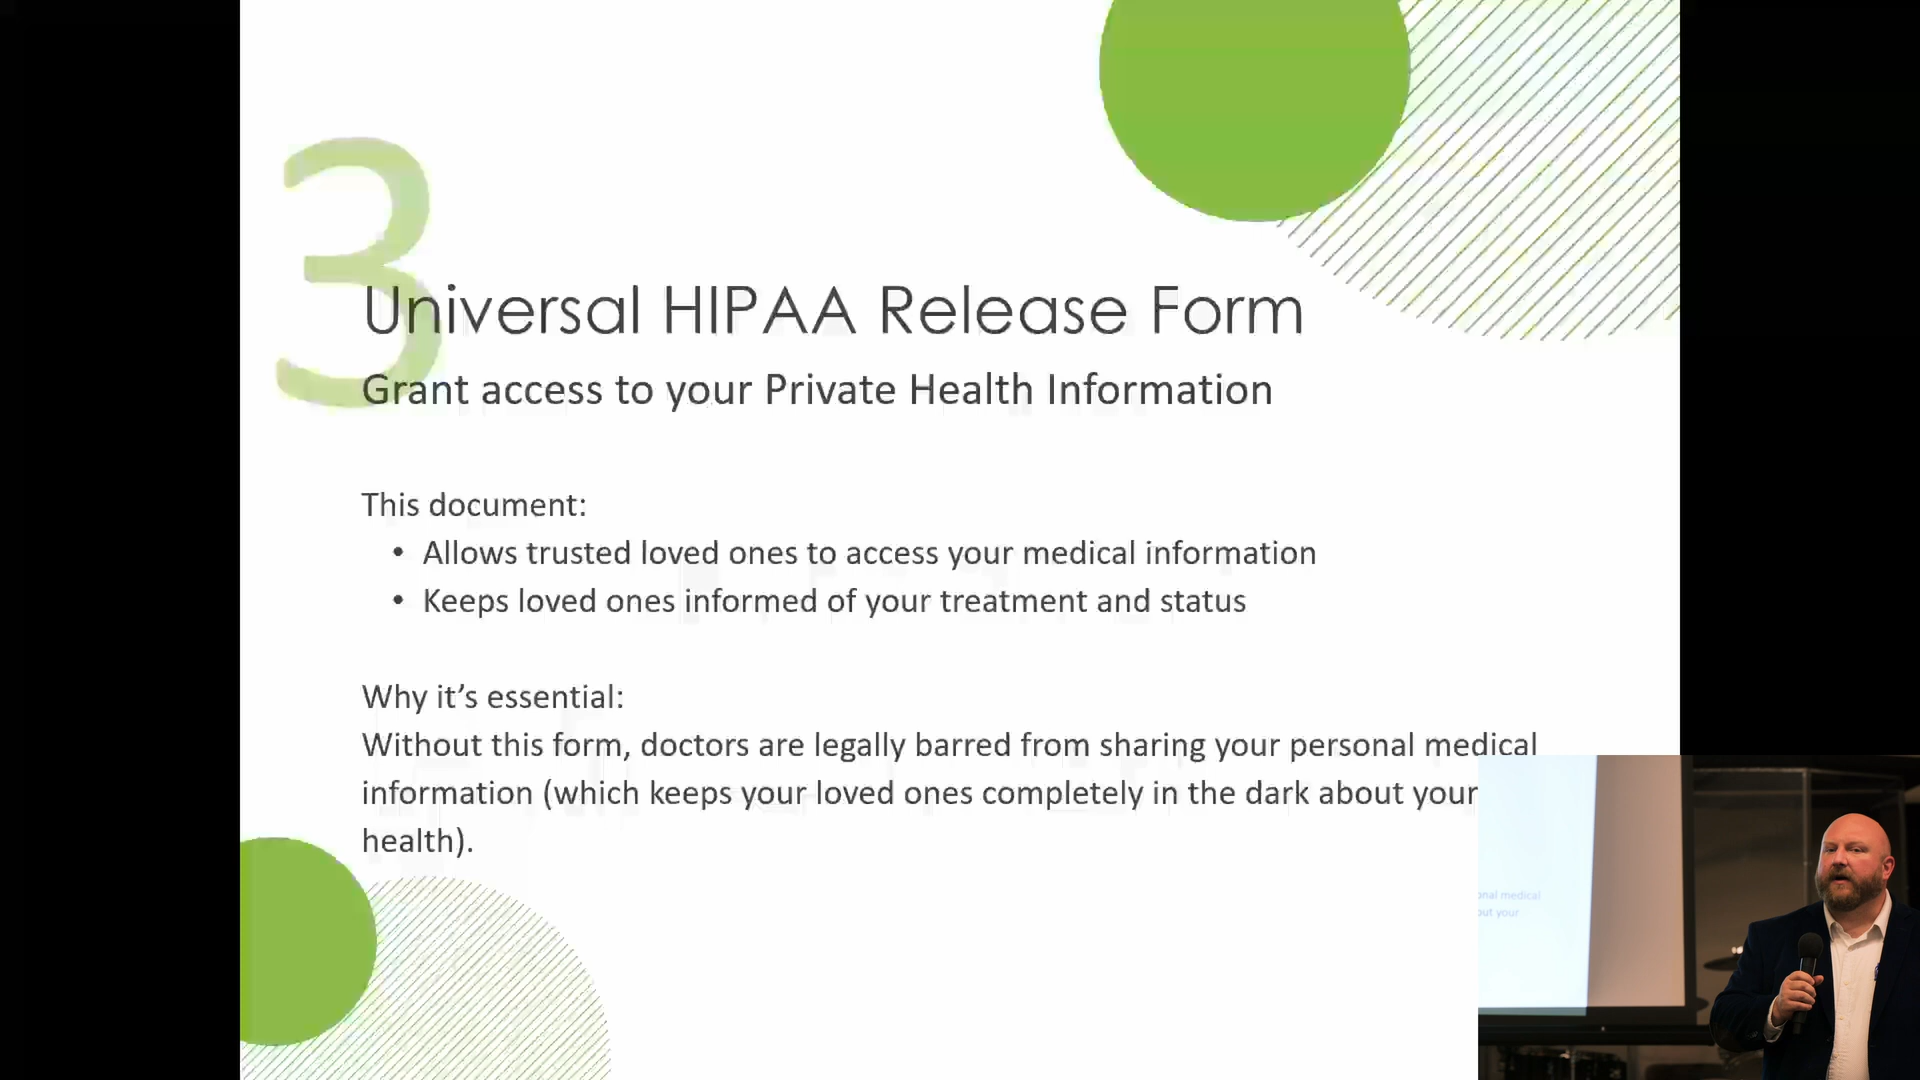 3
Universal HIPAA Release Form
Grant access to your Private Health Information
This document:
• Allows trusted loved ones to access your medical information
• Keeps loved ones informed of your treatment and status
Why it’s essential:
Without this form, doctors are legally barred from sharing your personal medical
information (which keeps your loved ones completely in the dark about your
health).
medical
your